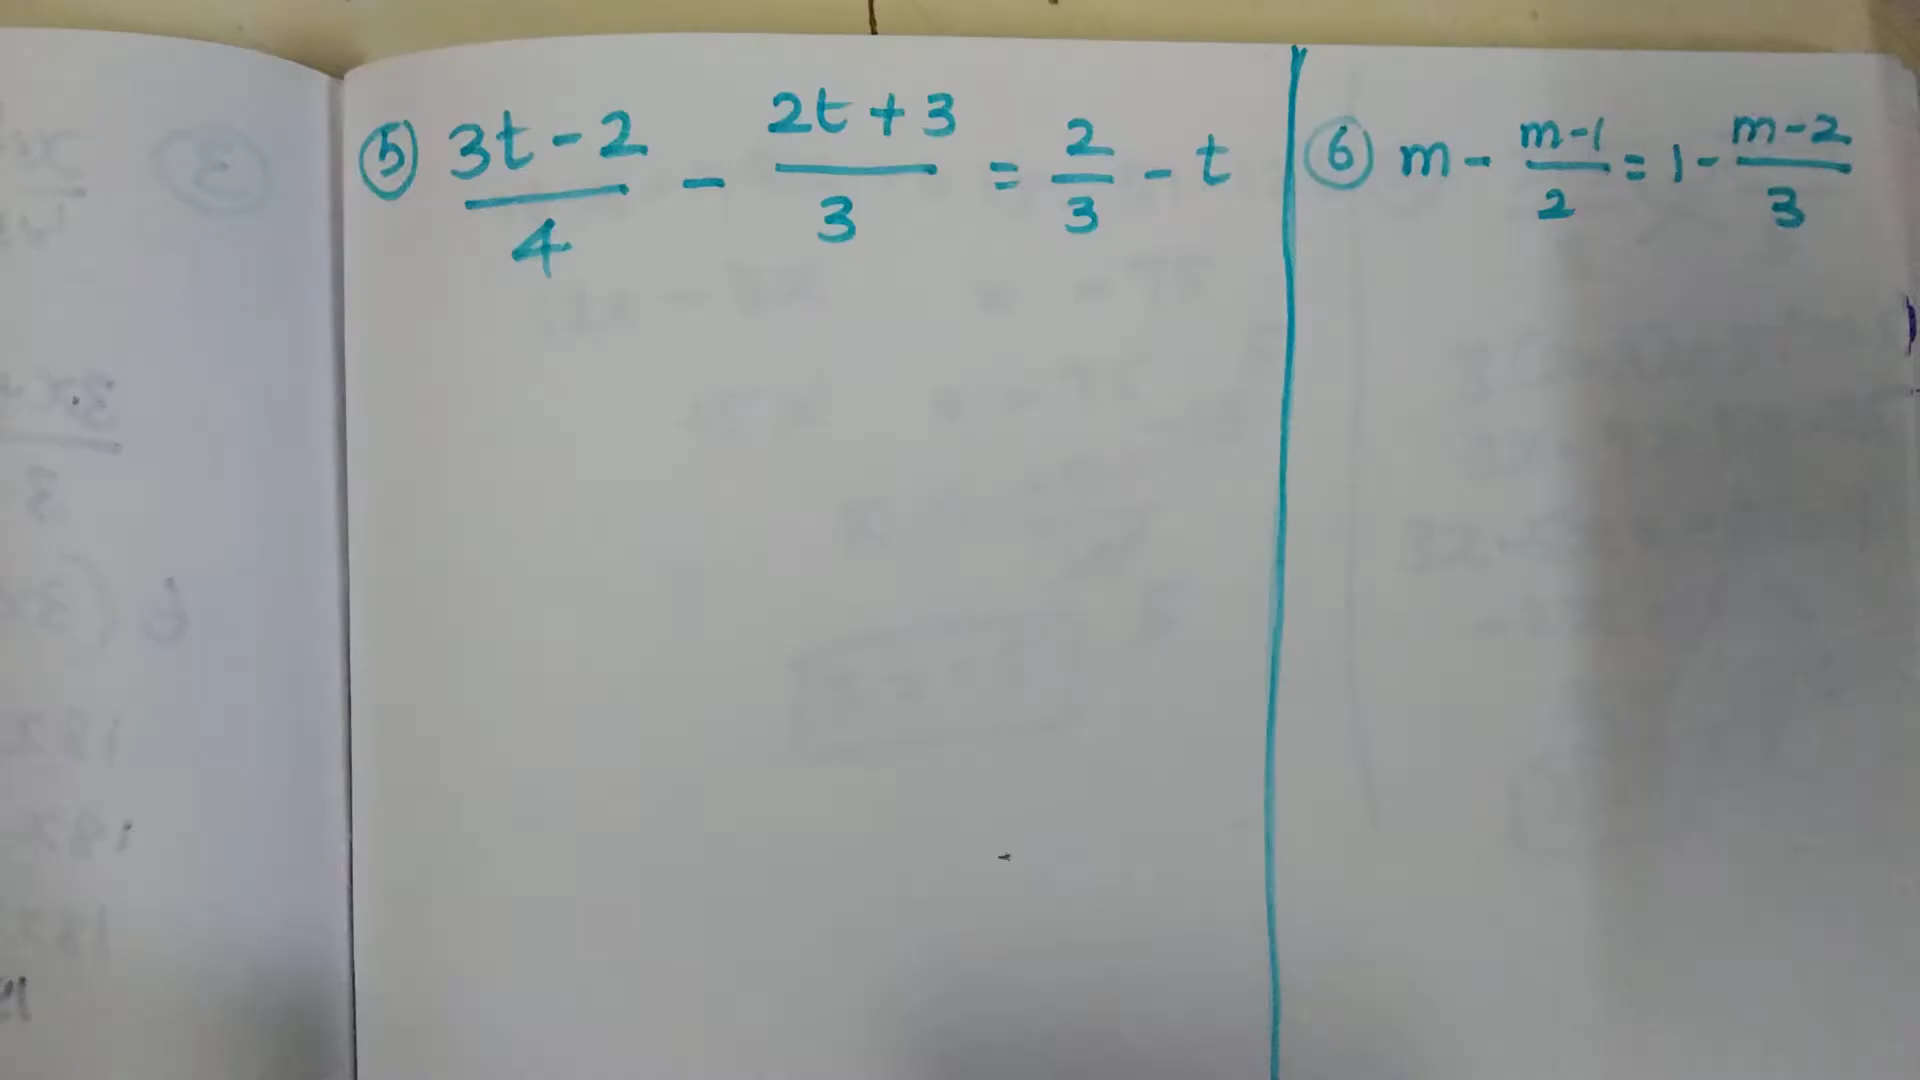 ⑤ (3t-2)/4 - (2t+3)/3 = 2/3 - t
⑥ m - (m-1)/2 = 1 - (m-2)/3